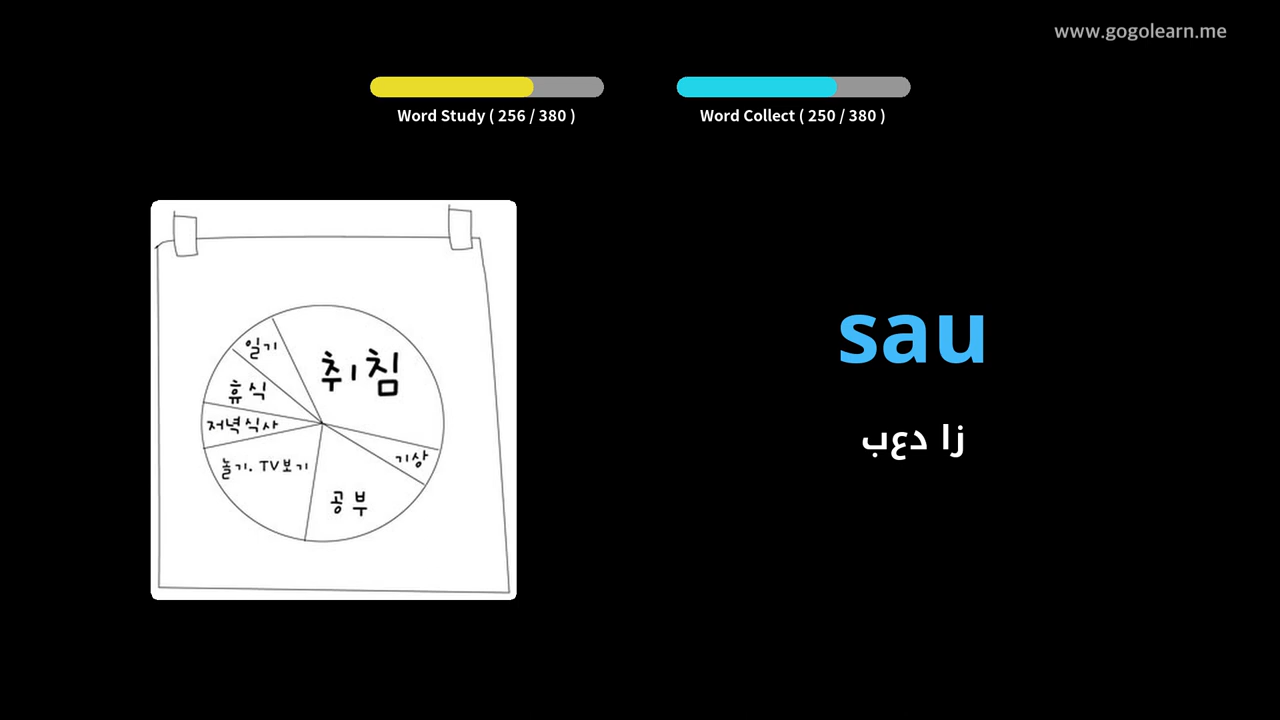 www.gogolearn.me
Word Study ( 256 / 380 )
Word Collect ( 250 / 380 )
일기
취침
휴식
저녁식사
놀기. TV보기
기상
공부
sau
زا دعب